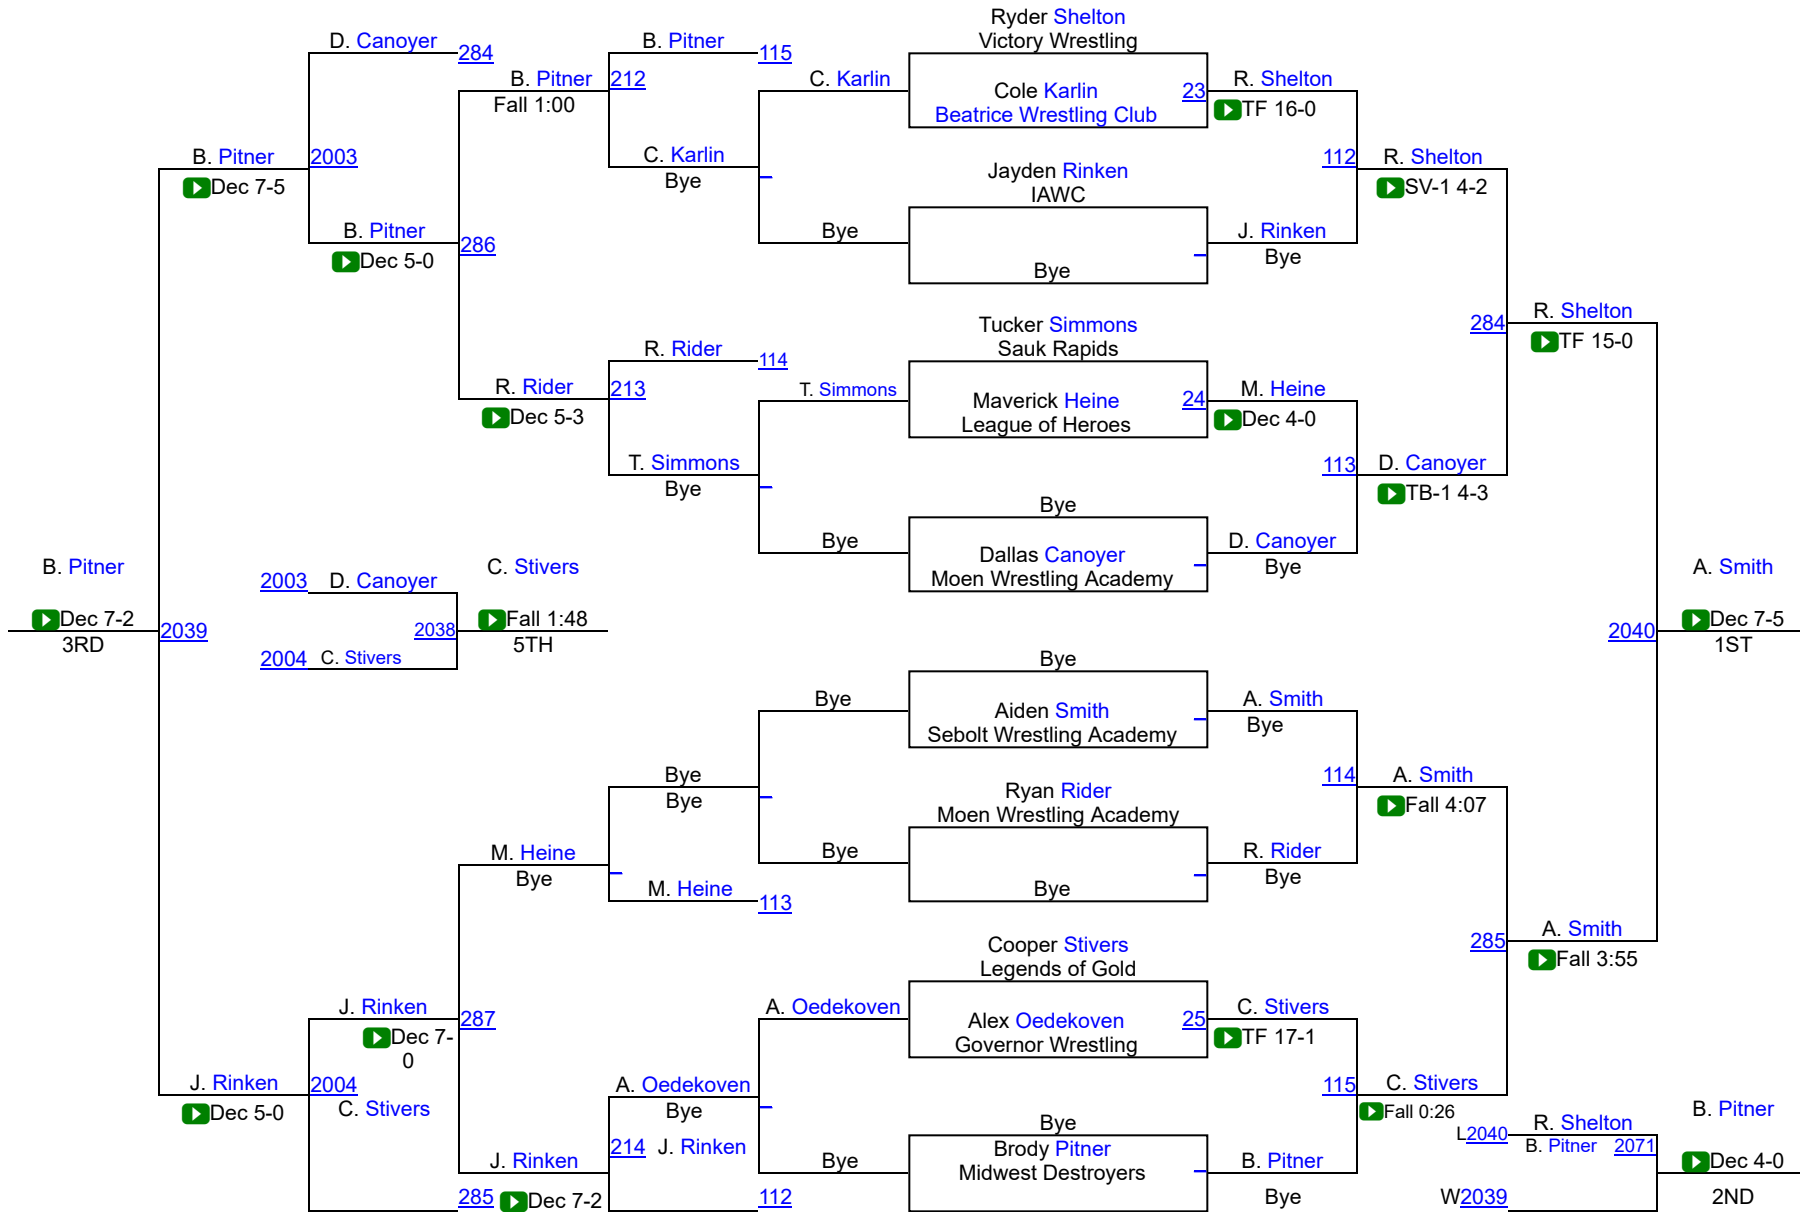 Ryder Shelton
Victory Wrestling
D. Canoyer 284
B. Pitner 115
B. Pitner 212
Fall 1:00
C. Karlin
Cole Karlin 23
Beatrice Wrestling Club
R. Shelton
TF 16-0
B. Pitner 2003
Dec 7-5
C. Karlin
Bye
Jayden Rinken
IAWC
112 R. Shelton
SV-1 4-2
B. Pitner 286
Dec 5-0
Bye
Bye
J. Rinken
Bye
Tucker Simmons
Sauk Rapids
284 R. Shelton
TF 15-0
R. Rider 114
R. Rider 213
Dec 5-3
T. Simmons
Maverick Heine 24
League of Heroes
M. Heine
Dec 4-0
T. Simmons
Bye
113 D. Canoyer
TB-1 4-3
Bye
Bye
Dallas Canoyer
Moen Wrestling Academy
D. Canoyer
Bye
B. Pitner
Dec 7-2
3RD
2039
2003 D. Canoyer
2038
2004 C. Stivers
C. Stivers
Fall 1:48
5TH
A. Smith
2040 Dec 7-5
1ST
Bye
Bye
Aiden Smith
Sebolt Wrestling Academy
A. Smith
Bye
Bye
Bye
Ryan Rider
Moen Wrestling Academy
114 A. Smith
Fall 4:07
M. Heine
Bye
Bye
Bye
R. Rider
Bye
M. Heine 113
Cooper Stivers
Legends of Gold
285 A. Smith
Fall 3:55
J. Rinken 287
Dec 7-
0
A. Oedekoven
Alex Oedekoven 25
Governor Wrestling
C. Stivers
TF 17-1
J. Rinken 2004
Dec 5-0
C. Stivers
285
A. Oedekoven
Bye
115 C. Stivers
Fall 0:26
J. Rinken
Dec 7-2
214 J. Rinken
112
Bye
Bye
Brody Pitner
Midwest Destroyers
B. Pitner
Bye
L2040 R. Shelton
B. Pitner 2071
W2039
B. Pitner
Dec 4-0
2ND